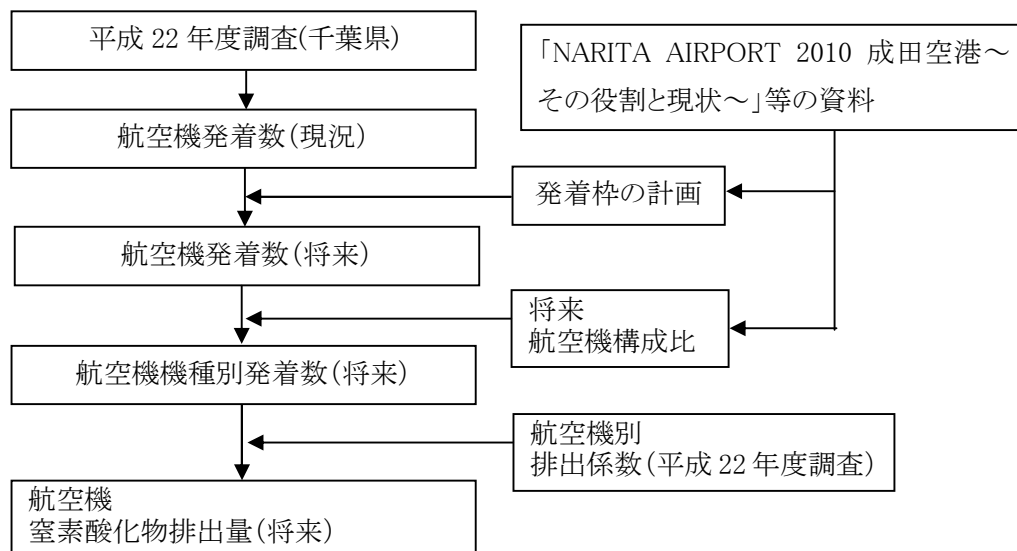 平成 22 年度調査(千葉県)
「NARITA AIRPORT 2010 成田空港～
その役割と現状～」等の資料
航空機発着数(現況)
発着枠の計画
航空機発着数(将来)
将来
航空機構成比
航空機機種別発着数(将来)
航空機別
排出係数(平成 22 年度調査)
航空機
窒素酸化物排出量(将来)